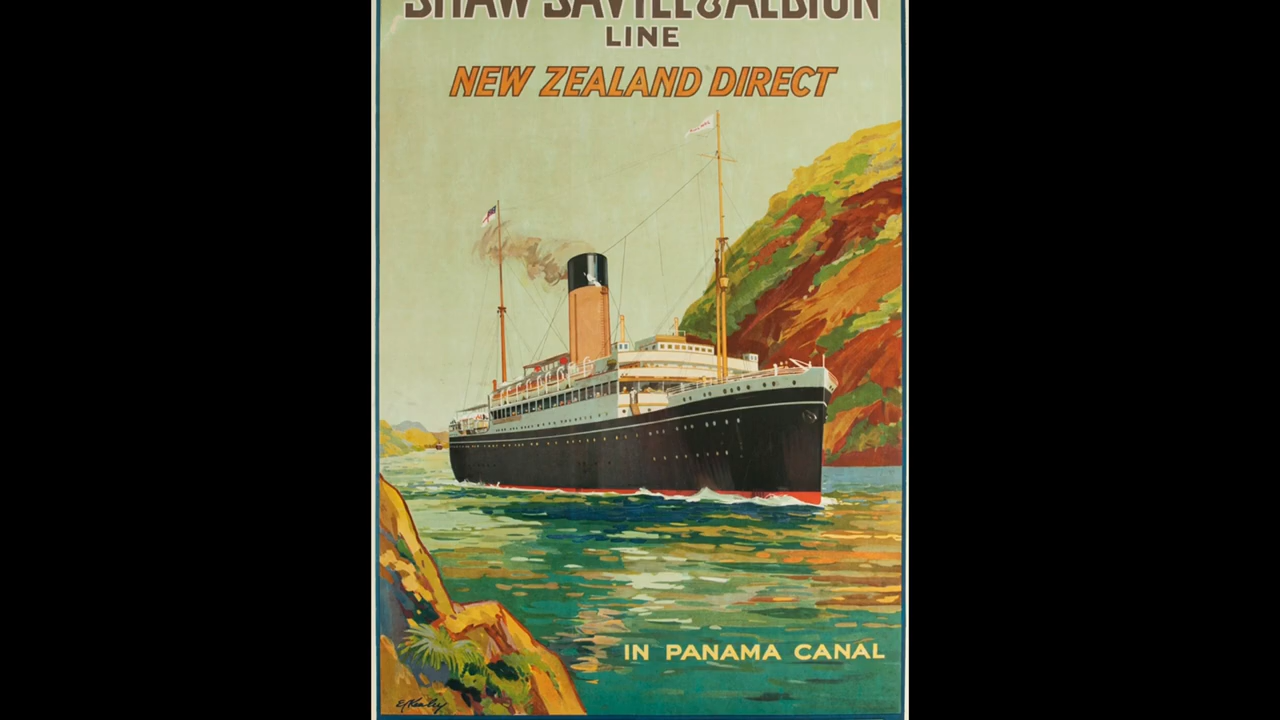 SHAW SAVILL & ALBION
LINE
NEW ZEALAND DIRECT
IN PANAMA CANAL